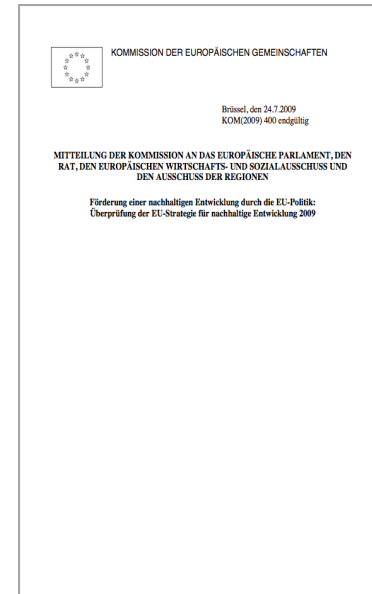 KOMMISSION DER EUROPÄISCHEN GEMEINSCHAFTEN
Brüssel, den 24.7.2009
KOM(2009) 400 endgültig
MITTEILUNG DER KOMMISSION AN DAS EUROPÄISCHE PARLAMENT, DEN
RAT, DEN EUROPÄISCHEN WIRTSCHAFTS- UND SOZIALAUSSCHUSS UND
DEN AUSSCHUSS DER REGIONEN
Förderung einer nachhaltigen Entwicklung durch die EU-Politik:
Überprüfung der EU-Strategie für nachhaltige Entwicklung 2009